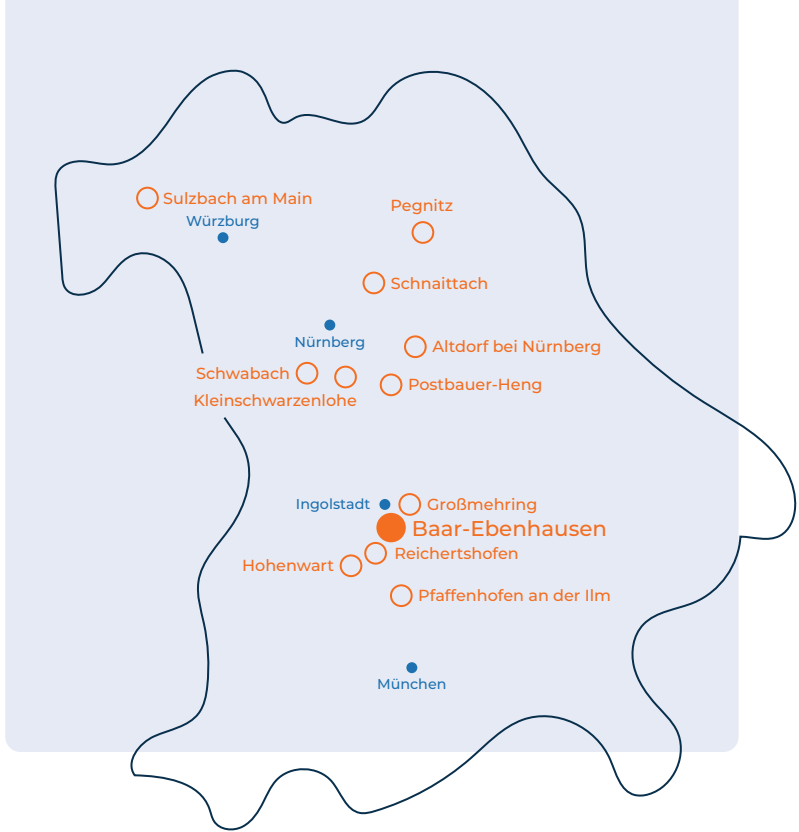 Sulzbach am Main
Pegnitz
Würzburg
Schnaittach
Nürnberg
Altdorf bei Nürnberg
Schwabach
Postbauer-Heng
Kleinschwarzenlohe
Ingolstadt
Großmehring
Baar-Ebenhausen
Reichertshofen
Hohenwart
Pfaffenhofen an der Ilm
München